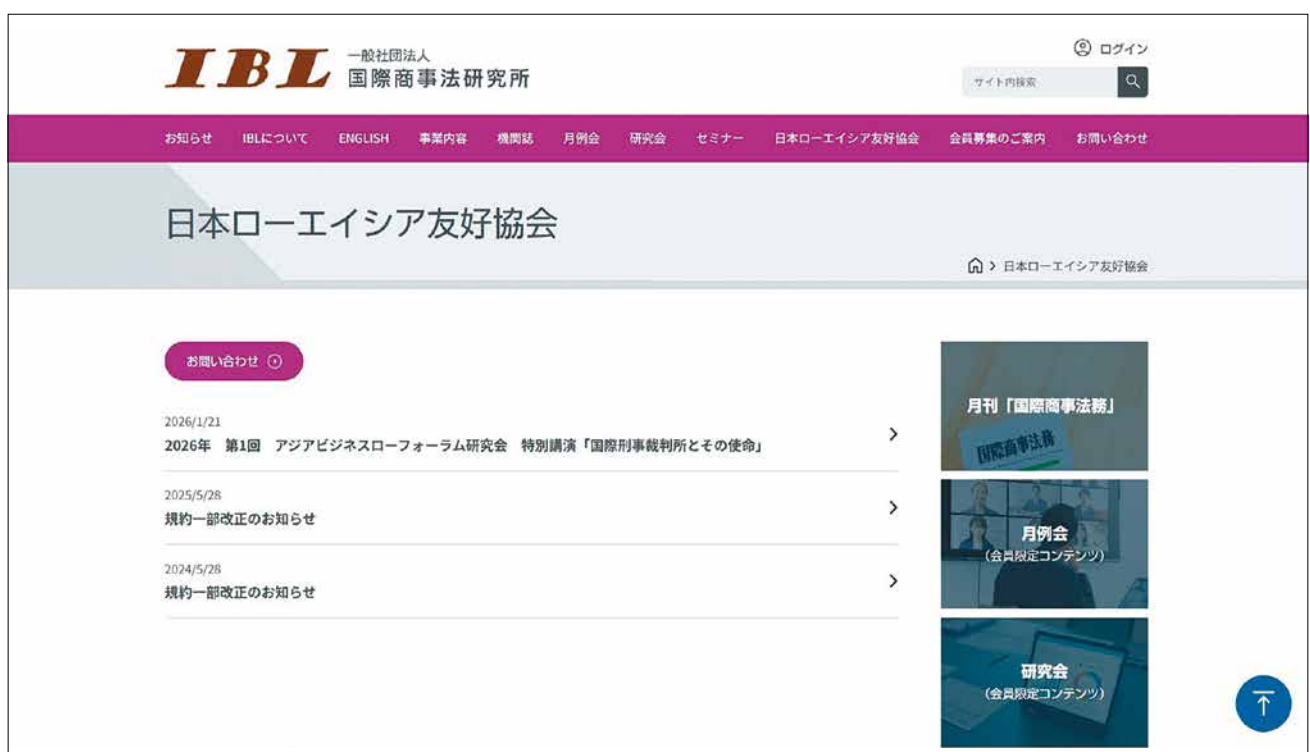 IBL
一般社団法人
国際商事法研究所
ログイン
サイト内検索
お知らせ IBLについて ENGLISH 事業内容 機関誌 月例会 研究会 セミナー 日本ローエイシア友好協会 会員募集のご案内 お問い合わせ
日本ローエイシア友好協会
日本ローエイシア友好協会
お問い合わせ
2026/1/21
2026年 第1回 アジアビジネスローフォーラム研究会 特別講演「国際刑事裁判所とその使命」
2025/5/28
規約一部改正のお知らせ
2024/5/28
規約一部改正のお知らせ
月刊「国際商事法務」
国際商事法務
月例会
(会員限定コンテンツ)
研究会
(会員限定コンテンツ)